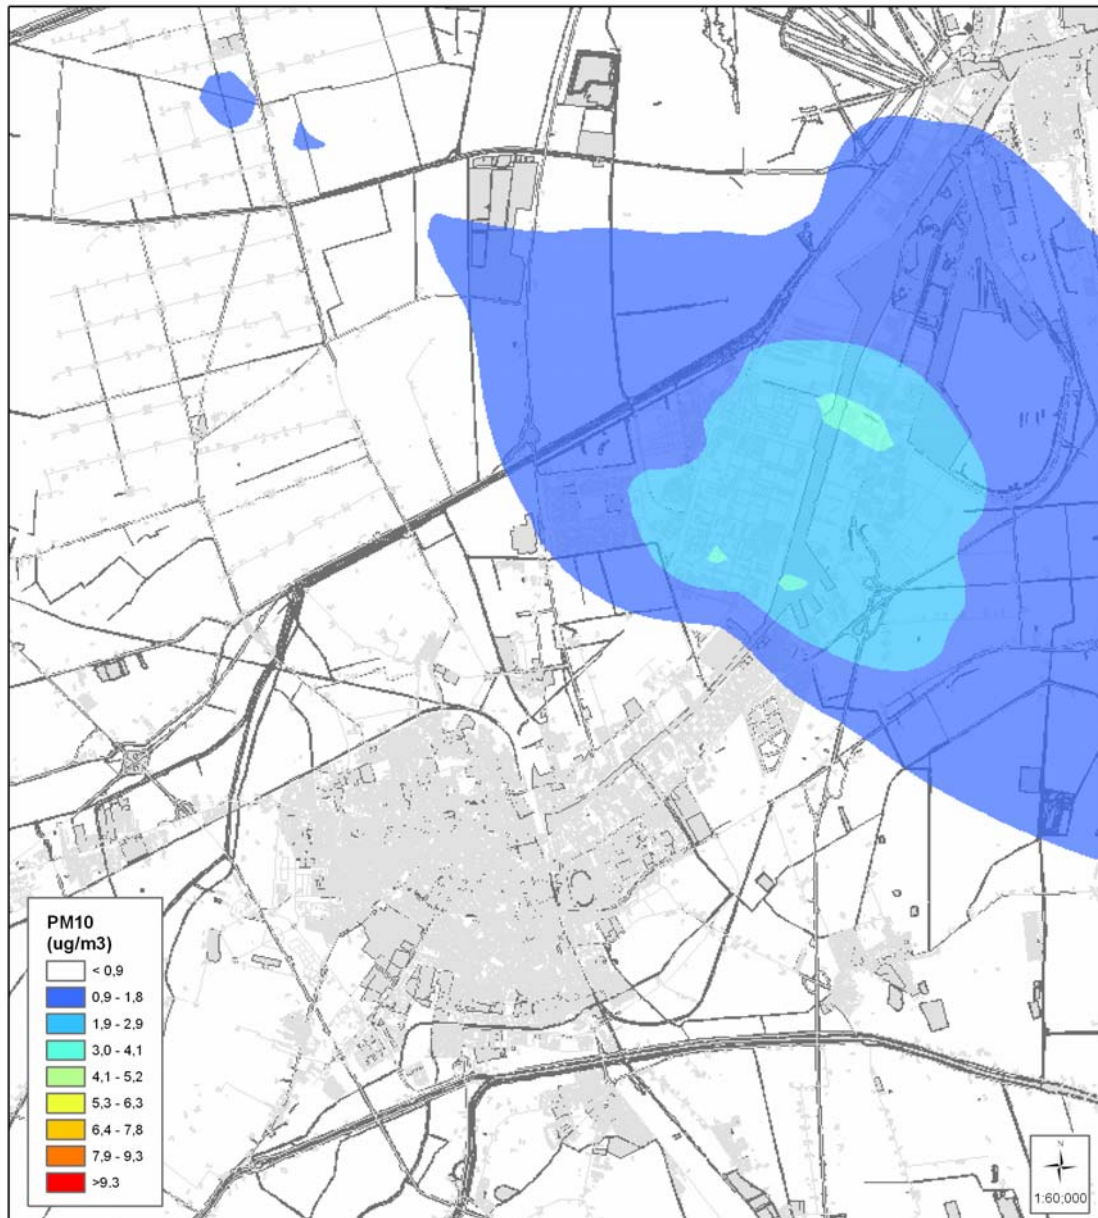 PM10
(ug/m3)
< 0,9
0,9 - 1,8
1,9 - 2,9
3,0 - 4,1
4,1 - 5,2
5,3 - 6,3
6,4 - 7,8
7,9 - 9,3
>9.3
N
1:60;000